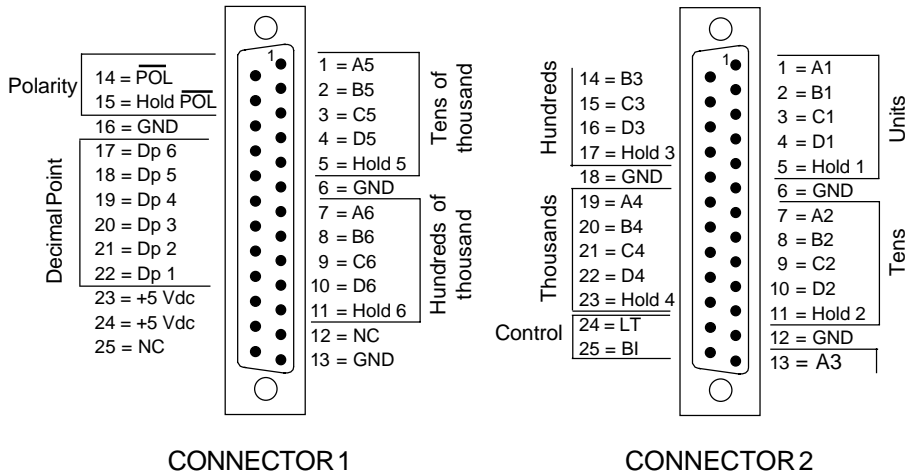 Polarity
14 = P̅O̅L̅
15 = Hold P̅O̅L̅
16 = GND
Decimal Point
17 = Dp 6
18 = Dp 5
19 = Dp 4
20 = Dp 3
21 = Dp 2
22 = Dp 1
23 = +5 Vdc
24 = +5 Vdc
25 = NC
1
1 = A5
2 = B5
3 = C5
4 = D5
5 = Hold 5
Tens of
thousand
6 = GND
7 = A6
8 = B6
9 = C6
10 = D6
11 = Hold 6
Hundreds of
thousand
12 = NC
13 = GND
CONNECTOR 1
Hundreds
14 = B3
15 = C3
16 = D3
17 = Hold 3
18 = GND
Thousands
19 = A4
20 = B4
21 = C4
22 = D4
23 = Hold 4
Control
24 = LT
25 = BI
1
1 = A1
2 = B1
3 = C1
4 = D1
5 = Hold 1
Units
6 = GND
7 = A2
8 = B2
9 = C2
10 = D2
11 = Hold 2
Tens
12 = GND
13 = A3
CONNECTOR 2